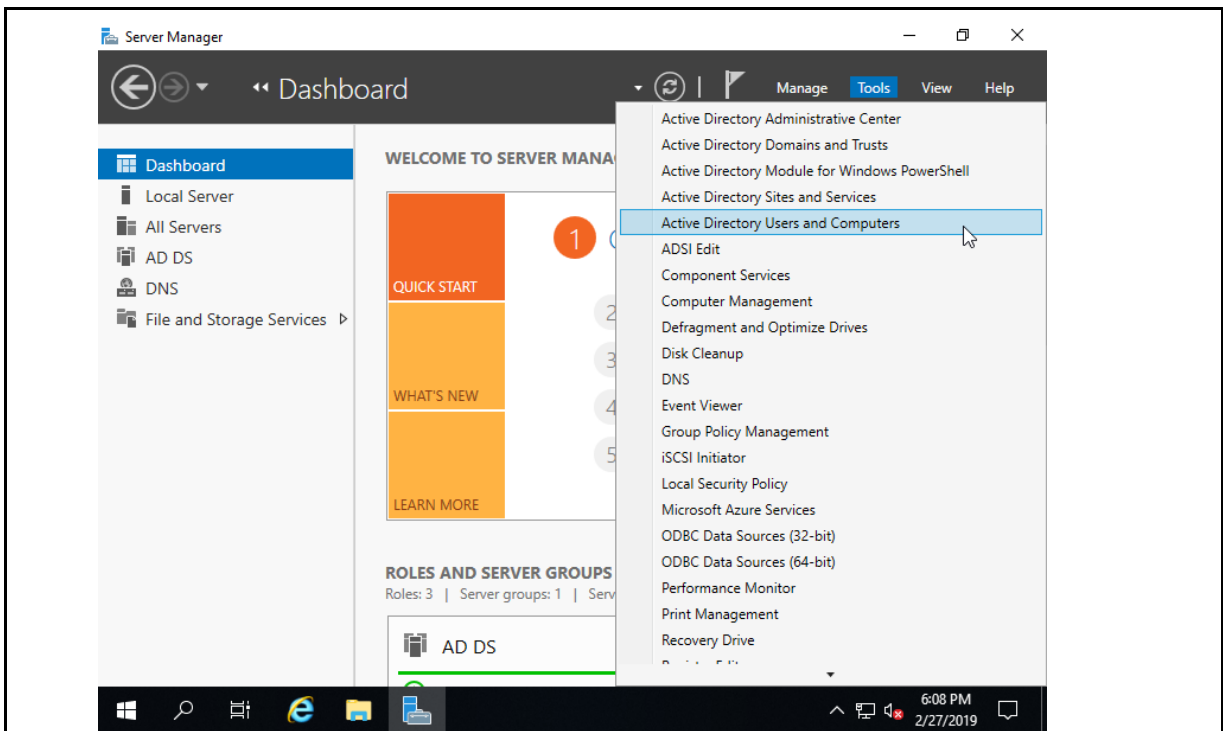 Server Manager
Dashboard
Manage Tools View Help
Dashboard
Local Server
All Servers
AD DS
DNS
File and Storage Services
WELCOME TO SERVER MANA
1
QUICK START
2
3
WHAT'S NEW
4
5
LEARN MORE
ROLES AND SERVER GROUPS
Roles: 3 | Server groups: 1 | Serv
AD DS
Active Directory Administrative Center
Active Directory Domains and Trusts
Active Directory Module for Windows PowerShell
Active Directory Sites and Services
Active Directory Users and Computers
ADSI Edit
Component Services
Computer Management
Defragment and Optimize Drives
Disk Cleanup
DNS
Event Viewer
Group Policy Management
iSCSI Initiator
Local Security Policy
Microsoft Azure Services
ODBC Data Sources (32-bit)
ODBC Data Sources (64-bit)
Performance Monitor
Print Management
Recovery Drive
6:08 PM
2/27/2019